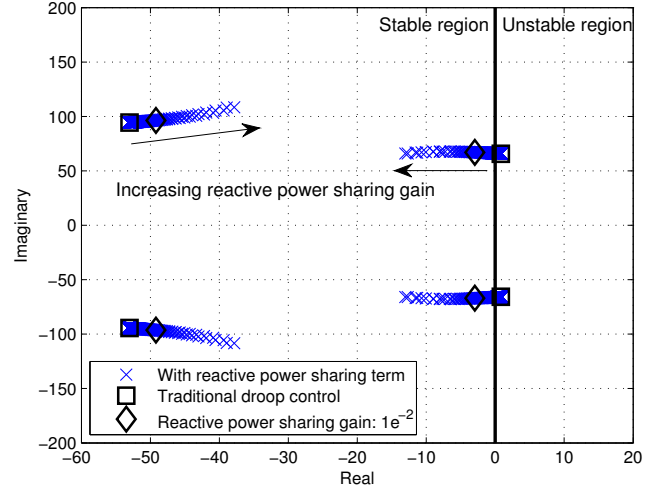 200
150
100
50
0
−50
−100
−150
−200
Imaginary
Stable region
Unstable region
Increasing reactive power sharing gain
With reactive power sharing term
Traditional droop control
Reactive power sharing gain: 1e⁻²
−60
−50
−40
−30
−20
−10
0
10
20
Real